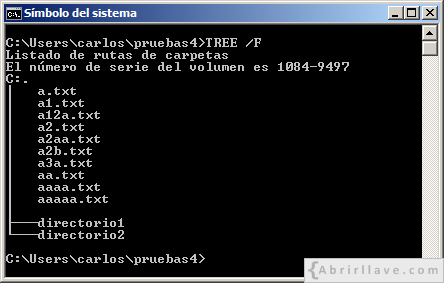 Símbolo del sistema
C:\Users\carlos\pruebas4>TREE /F
Listado de rutas de carpetas
El número de serie del volumen es 1084-9497
C:.
a.txt
a1.txt
a12a.txt
a2.txt
a2aa.txt
a2b.txt
a3a.txt
aa.txt
aaaa.txt
aaaaa.txt
directorio1
directorio2
C:\Users\carlos\pruebas4>
{Abrirllave.com